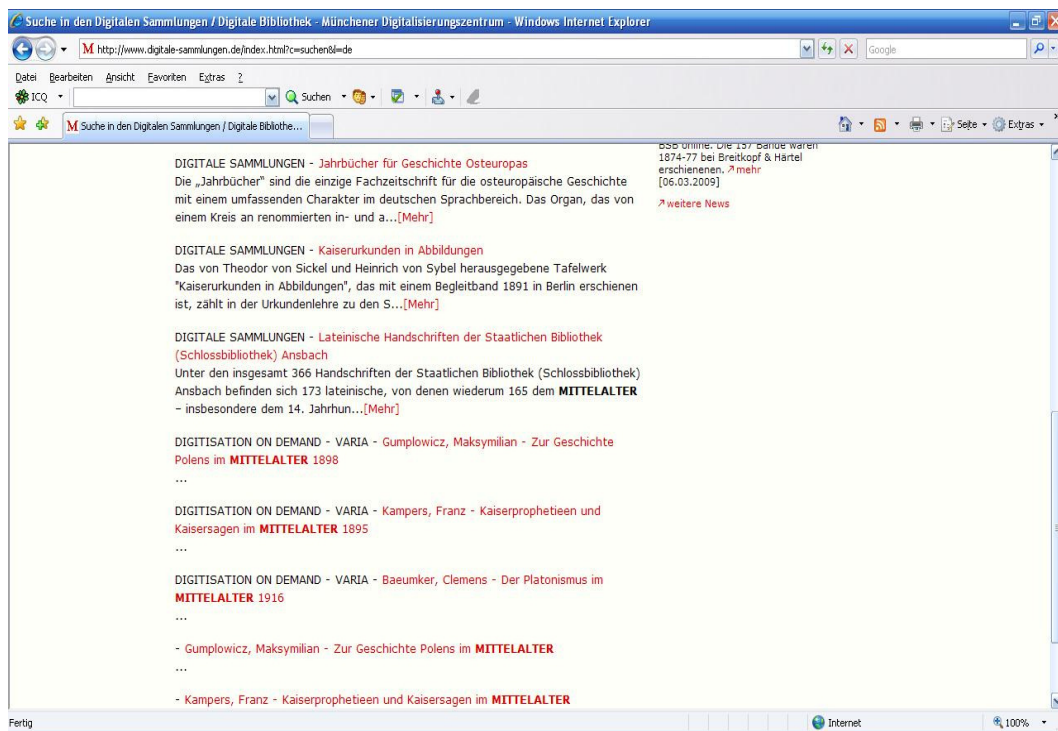 Suche in den Digitalen Sammlungen / Digitale Bibliothek - Münchener Digitalisierungszentrum - Windows Internet Explorer
M http://www.digitale-sammlungen.de/index.html?c=suchen&l=de
Google
Datei Bearbeiten Ansicht Favoriten Extras ?
ICQ Suchen
M Suche in den Digitalen Sammlungen / Digitale Bibliothe...
Seite Extras
DIGITALE SAMMLUNGEN - Jahrbücher für Geschichte Osteuropas
Die „Jahrbücher“ sind die einzige Fachzeitschrift für die osteuropäische Geschichte
mit einem umfassenden Charakter im deutschen Sprachbereich. Das Organ, das von
einem Kreis an renommierten in- und a...[Mehr]
DIGITALE SAMMLUNGEN - Kaiserurkunden in Abbildungen
Das von Theodor von Sickel und Heinrich von Sybel herausgegebene Tafelwerk
"Kaiserurkunden in Abbildungen", das mit einem Begleitband 1891 in Berlin erschienen
ist, zählt in der Urkundenlehre zu den S...[Mehr]
DIGITALE SAMMLUNGEN - Lateinische Handschriften der Staatlichen Bibliothek
(Schlossbibliothek) Ansbach
Unter den insgesamt 366 Handschriften der Staatlichen Bibliothek (Schlossbibliothek)
Ansbach befinden sich 173 lateinische, von denen wiederum 165 dem MITTELALTER
– insbesondere dem 14. Jahrhun...[Mehr]
DIGITISATION ON DEMAND - VARIA - Gumplowicz, Maksymilian - Zur Geschichte
Polens im MITTELALTER 1898
...
DIGITISATION ON DEMAND - VARIA - Kampers, Franz - Kaiserprophetieen und
Kaisersagen im MITTELALTER 1895
...
DIGITISATION ON DEMAND - VARIA - Baeumker, Clemens - Der Platonismus im
MITTELALTER 1916
...
- Gumplowicz, Maksymilian - Zur Geschichte Polens im MITTELALTER
...
- Kampers, Franz - Kaiserprophetieen und Kaisersagen im MITTELALTER
BSB online. Die 137 Bände waren
1874-77 bei Breitkopf & Härtel
erschienenen. mehr
[06.03.2009]
weitere News
Fertig
Internet
100%